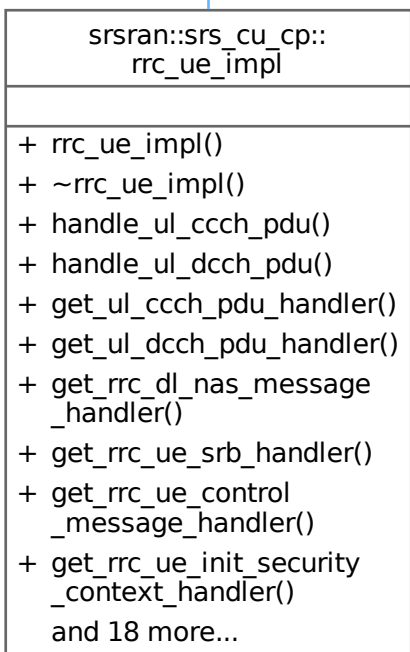 srsran::srs_cu_cp::
rrc_ue_impl
+ rrc_ue_impl()
+ ~rrc_ue_impl()
+ handle_ul_ccch_pdu()
+ handle_ul_dcch_pdu()
+ get_ul_ccch_pdu_handler()
+ get_ul_dcch_pdu_handler()
+ get_rrc_dl_nas_message
_handler()
+ get_rrc_ue_srb_handler()
+ get_rrc_ue_control
_message_handler()
+ get_rrc_ue_init_security
_context_handler()
and 18 more...